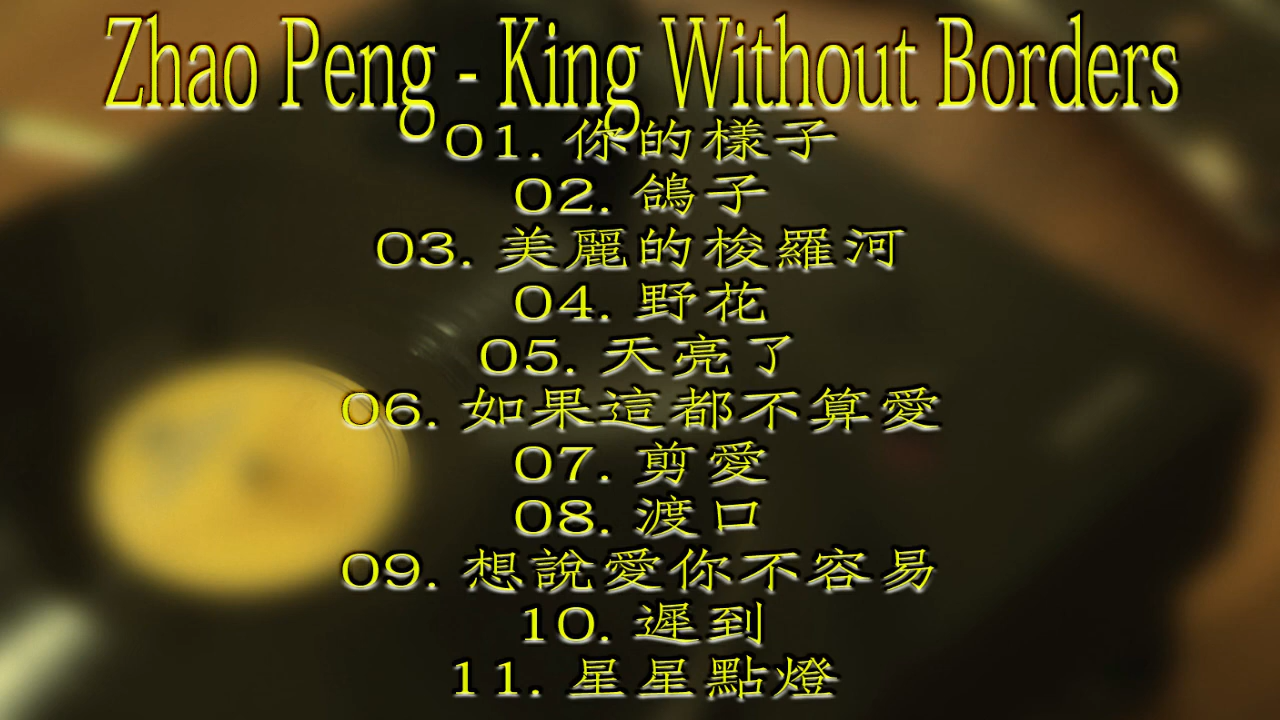 Zhao Peng - King Without Borders
01. 你的樣子
02. 鴿子
03. 美麗的梭羅河
04. 野花
05. 天亮了
06. 如果這都不算愛
07. 剪愛
08. 渡口
09. 想說愛你不容易
10. 遲到
11. 星星點燈